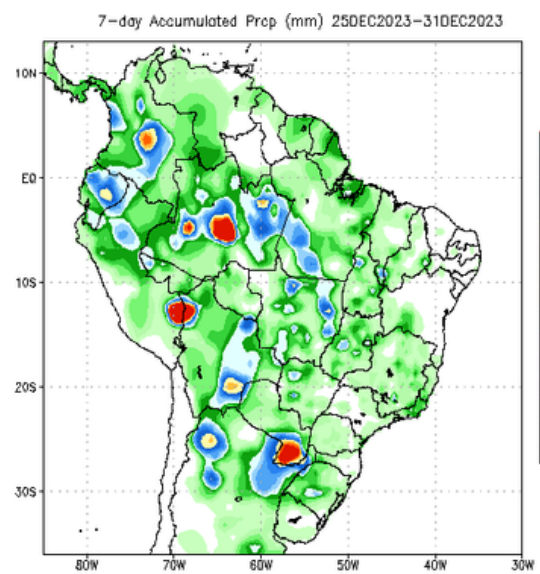 7-day Accumulated Prcp (mm) 25DEC2023-31DEC2023
10N
EQ
10S
20S
30S
80W 70W 60W 50W 40W 30W